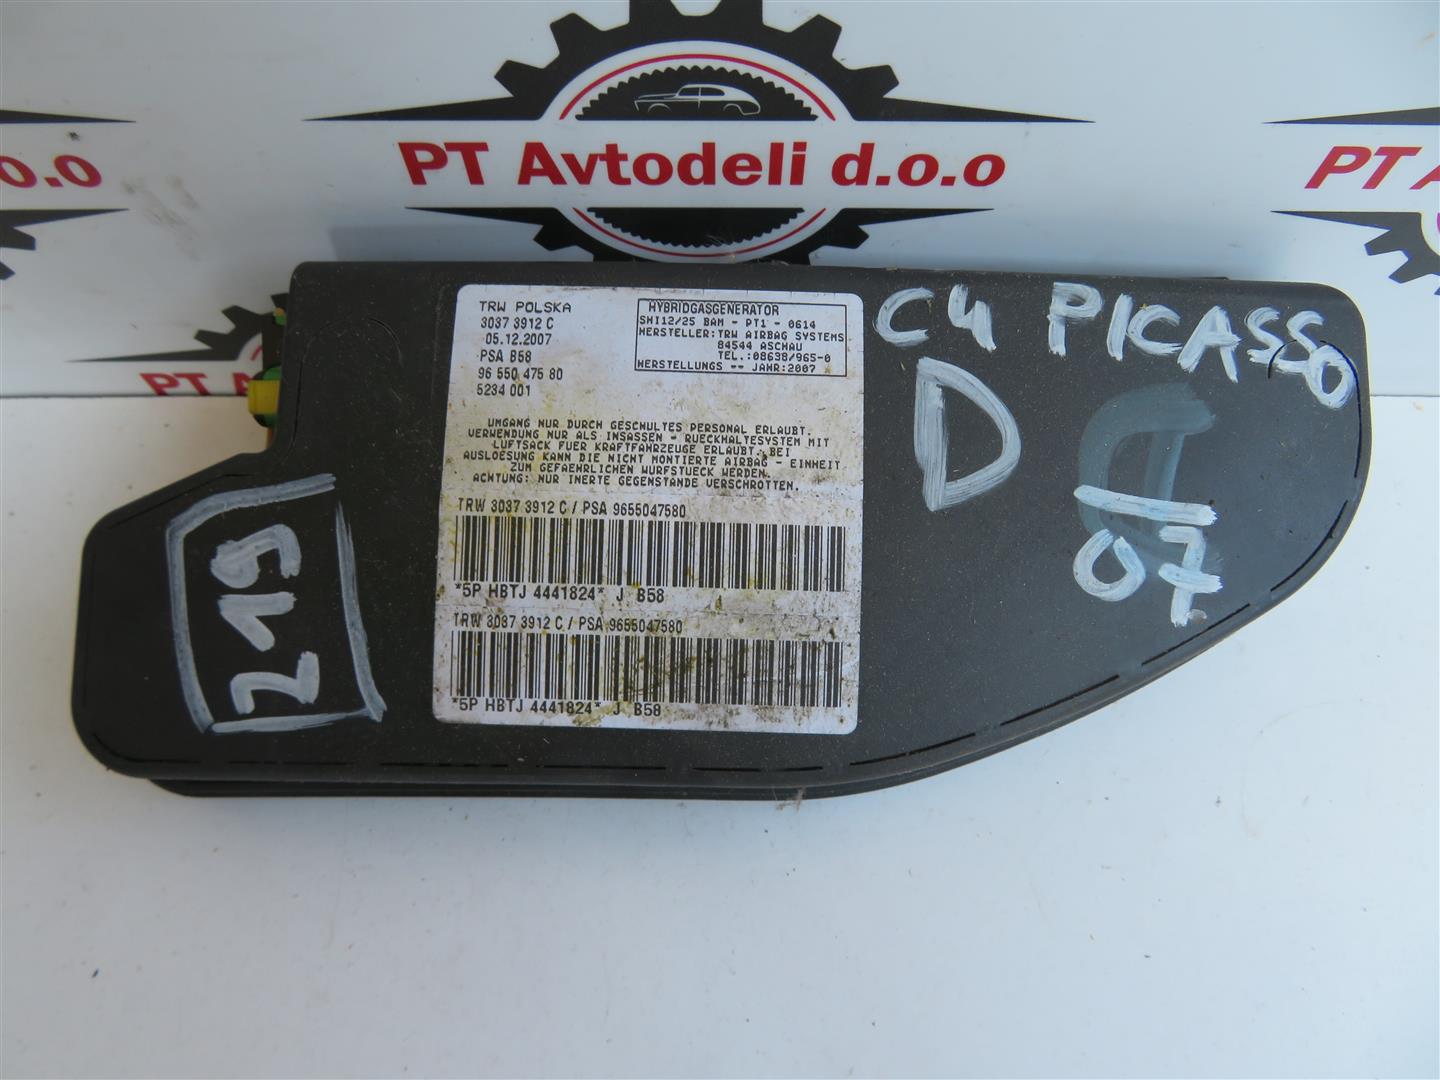 PT Avtodeli d.o.o
.o.o
PT A
PT Avto
TRW POLSKA
3037 3912 C
05.12.2007
PSA B58
96 550 475 80
5234 001
HYBRIDGASGENERATOR
SHI12/25 BAM - PT1 - 0614
HERSTELLER:TRW AIRBAG SYSTEMS
84544 ASCHAU
TEL.:08638/965-0
HERSTELLUNGS -- JAHR:2007
UMGANG NUR DURCH GESCHULTES PERSONAL ERLAUBT.
VERWENDUNG NUR ALS INSASSEN - RUECKHALTESYSTEM MIT
LUFTSACK FUER KRAFTFAHRZEUGE ERLAUBT. BEI
AUSLOESUNG KANN DIE NICHT MONTIERTE AIRBAG - EINHEIT
ZUM GEFAEHRLICHEN WURFSTUECK WERDEN.
ACHTUNG: NUR INERTE GEGENSTANDE VERSCHROTTEN.
TRW 3037 3912 C / PSA 9655047580
*5P HBTJ 4441824* J B58
TRW 3037 3912 C / PSA 9655047580
*5P HBTJ 4441824* J B58
C4 PICASSO
D
07
219